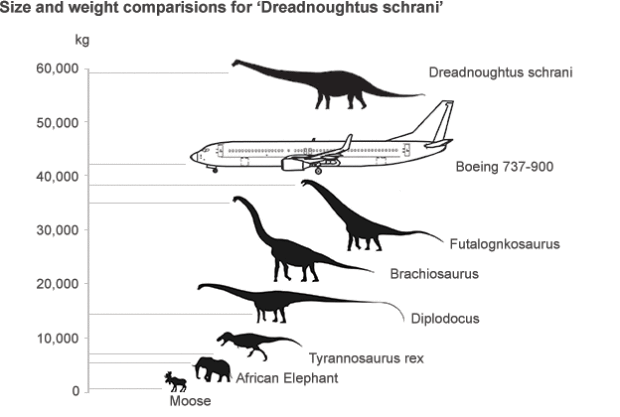 Size and weight comparisions for ‘Dreadnoughtus schrani’
kg
60,000
Dreadnoughtus schrani
50,000
Boeing 737-900
40,000
30,000
Futalognkosaurus
Brachiosaurus
20,000
Diplodocus
10,000
Tyrannosaurus rex
African Elephant
0
Moose